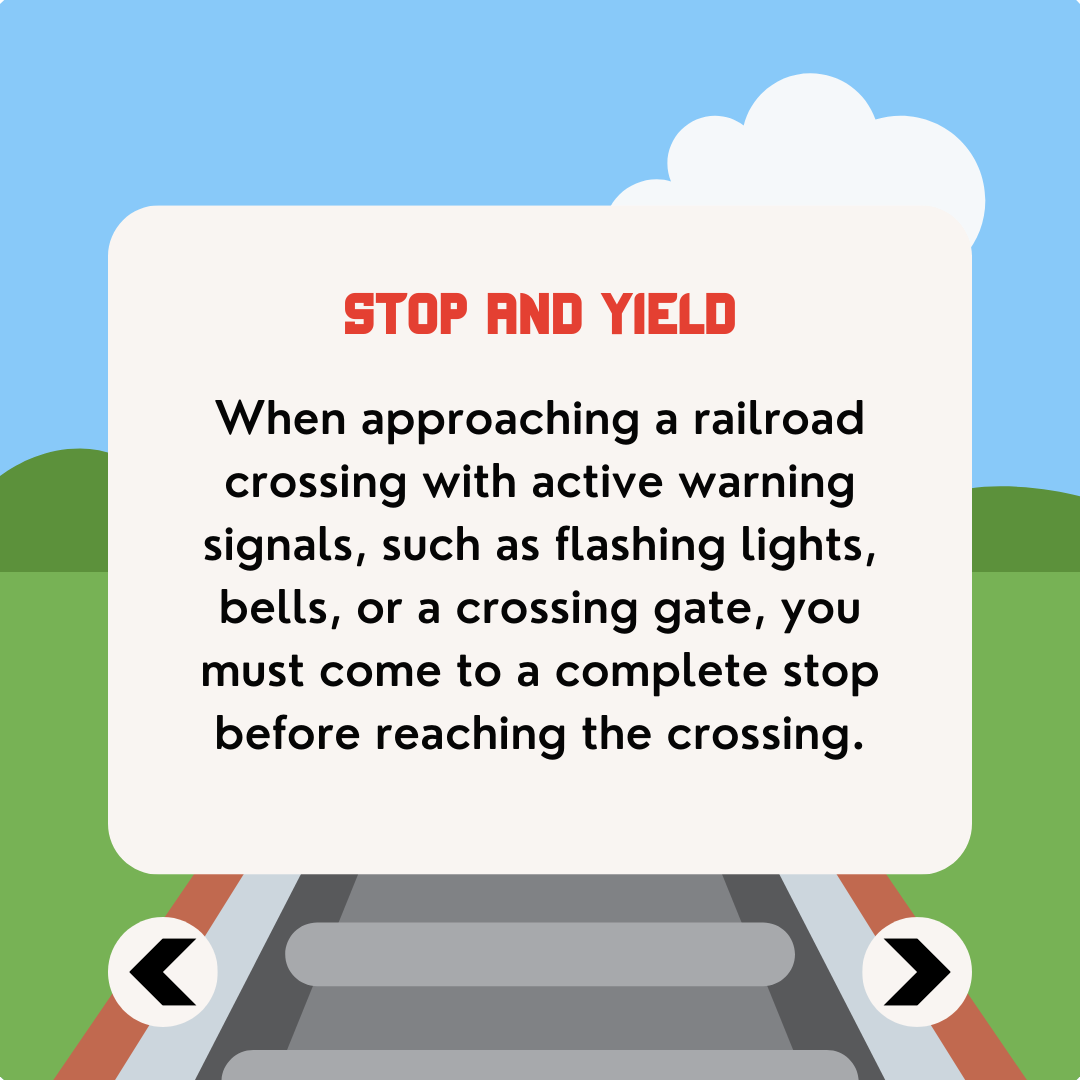 STOP AND YIELD
When approaching a railroad
crossing with active warning
signals, such as flashing lights,
bells, or a crossing gate, you
must come to a complete stop
before reaching the crossing.